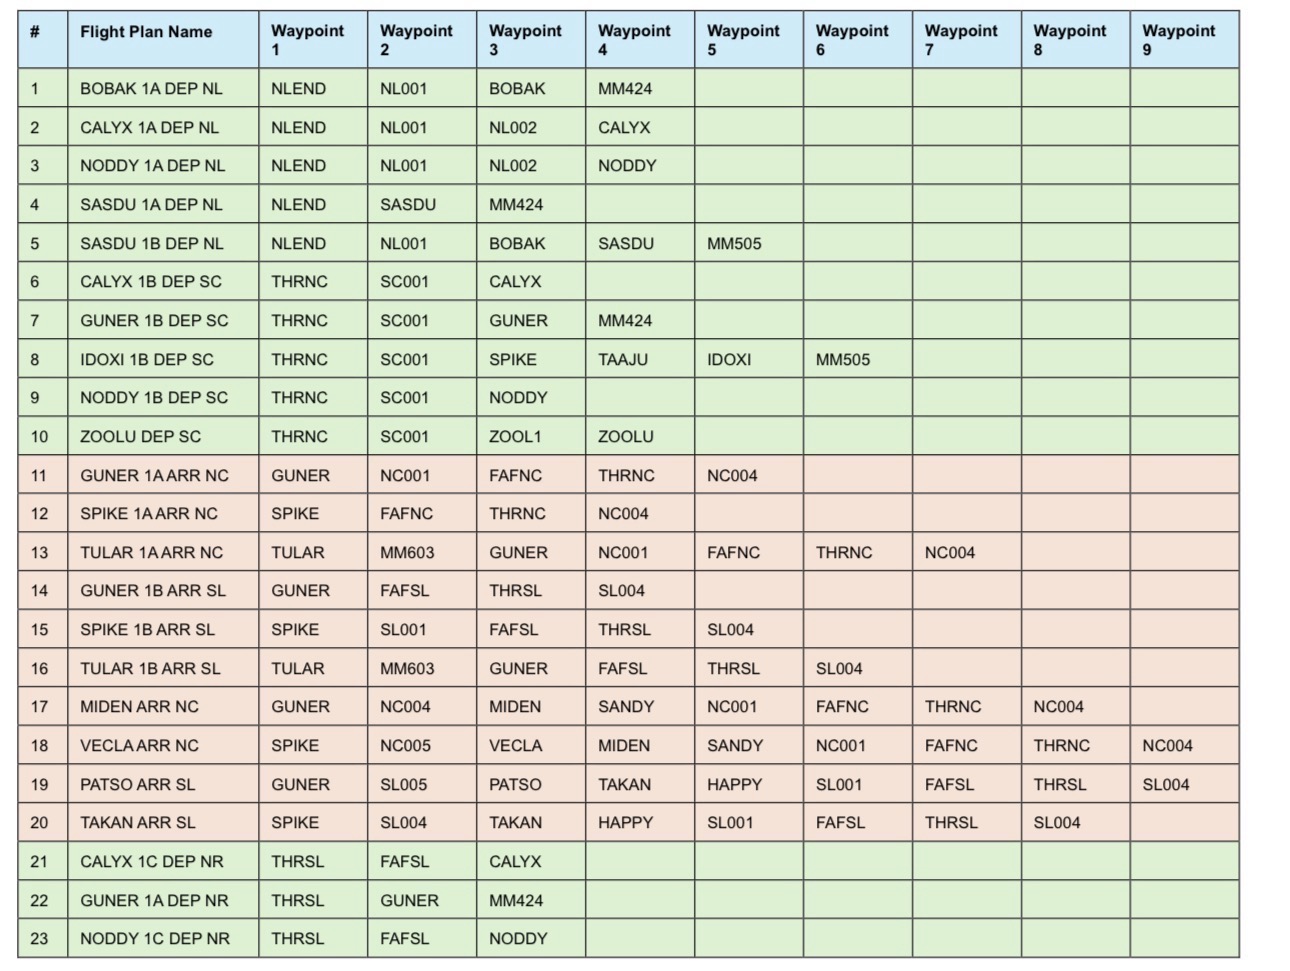 # Flight Plan Name Waypoint 1 Waypoint 2 Waypoint 3 Waypoint 4 Waypoint 5 Waypoint 6 Waypoint 7 Waypoint 8 Waypoint 9
1 BOBAK 1A DEP NL NLEND NL001 BOBAK MM424
2 CALYX 1A DEP NL NLEND NL001 NL002 CALYX
3 NODDY 1A DEP NL NLEND NL001 NL002 NODDY
4 SASDU 1A DEP NL NLEND SASDU MM424
5 SASDU 1B DEP NL NLEND NL001 BOBAK SASDU MM505
6 CALYX 1B DEP SC THRNC SC001 CALYX
7 GUNER 1B DEP SC THRNC SC001 GUNER MM424
8 IDOXI 1B DEP SC THRNC SC001 SPIKE TAAJU IDOXI MM505
9 NODDY 1B DEP SC THRNC SC001 NODDY
10 ZOOLU DEP SC THRNC SC001 ZOOL1 ZOOLU
11 GUNER 1A ARR NC GUNER NC001 FAFNC THRNC NC004
12 SPIKE 1A ARR NC SPIKE FAFNC THRNC NC004
13 TULAR 1A ARR NC TULAR MM603 GUNER NC001 FAFNC THRNC NC004
14 GUNER 1B ARR SL GUNER FAFSL THRSL SL004
15 SPIKE 1B ARR SL SPIKE SL001 FAFSL THRSL SL004
16 TULAR 1B ARR SL TULAR MM603 GUNER FAFSL THRSL SL004
17 MIDEN ARR NC GUNER NC004 MIDEN SANDY NC001 FAFNC THRNC NC004
18 VECLA ARR NC SPIKE NC005 VECLA MIDEN SANDY NC001 FAFNC THRNC NC004
19 PATSO ARR SL GUNER SL005 PATSO TAKAN HAPPY SL001 FAFSL THRSL SL004
20 TAKAN ARR SL SPIKE SL004 TAKAN HAPPY SL001 FAFSL THRSL SL004
21 CALYX 1C DEP NR THRSL FAFSL CALYX
22 GUNER 1A DEP NR THRSL GUNER MM424
23 NODDY 1C DEP NR THRSL FAFSL NODDY